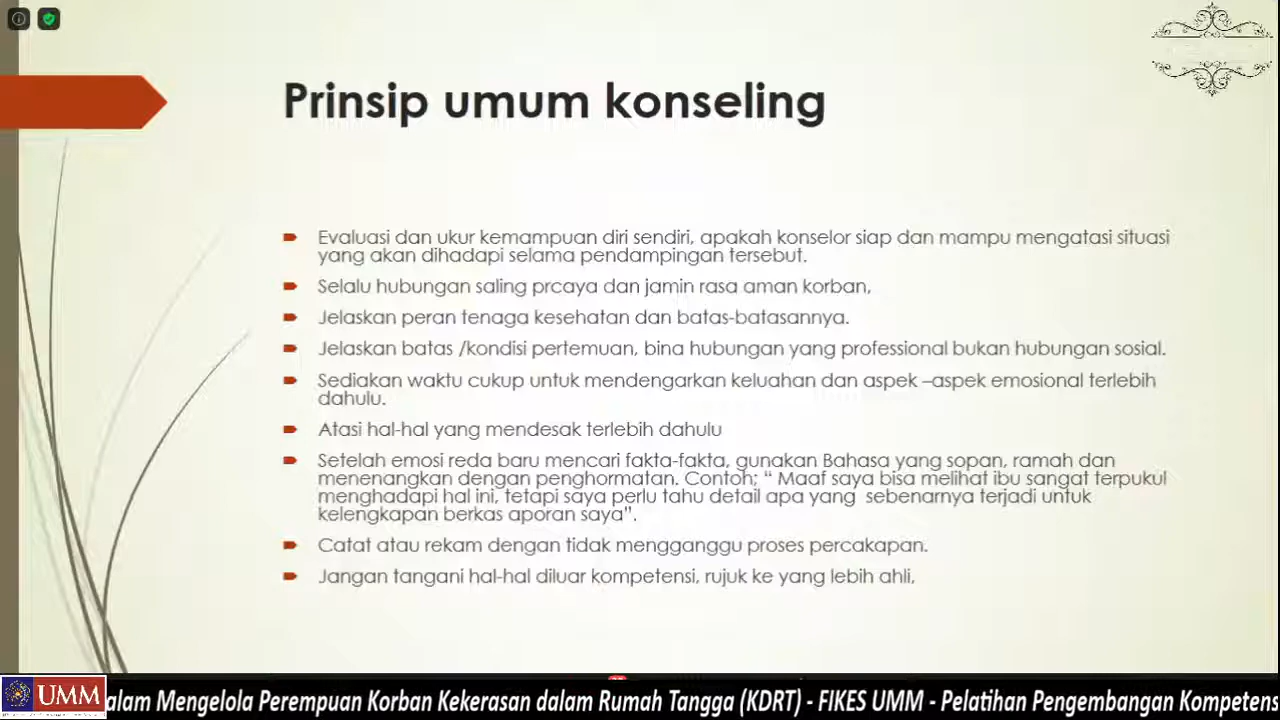 Prinsip umum konseling
Evaluasi dan ukur kemampuan diri sendiri, apakah konselor siap dan mampu mengatasi situasi
yang akan dihadapi selama pendampingan tersebut.
Selalu hubungan saling prcaya dan jamin rasa aman korban,
Jelaskan peran tenaga kesehatan dan batas-batasannya.
Jelaskan batas /kondisi pertemuan, bina hubungan yang professional bukan hubungan sosial.
Sediakan waktu cukup untuk mendengarkan keluahan dan aspek –aspek emosional terlebih
dahulu.
Atasi hal-hal yang mendesak terlebih dahulu
Setelah emosi reda baru mencari fakta-fakta, gunakan Bahasa yang sopan, ramah dan
menenangkan dengan penghormatan. Contoh; “ Maaf saya bisa melihat ibu sangat terpukul
menghadapi hal ini, tetapi saya perlu tahu detail apa yang  sebenarnya terjadi untuk
kelengkapan berkas aporan saya”.
Catat atau rekam dengan tidak mengganggu proses percakapan.
Jangan tangani hal-hal diluar kompetensi, rujuk ke yang lebih ahli,
UMM
alam Mengelola Perempuan Korban Kekerasan dalam Rumah Tangga (KDRT) - FIKES UMM - Pelatihan Pengembangan Kompetens